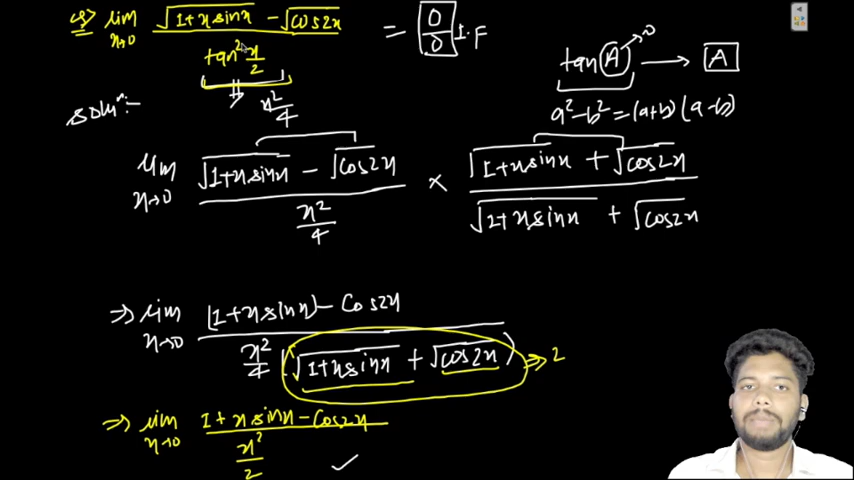 Q⇒ lim x→0 (√(1+x sinx) − √(cos2x)) / (tan² x/2) = [0/0] I.F
tan(A)→0 ⟶ [A]
⇓ x²/4
a²−b² = (a+b)(a−b)
Soluⁿ:-
lim x→0 (√(1+x sinx) − √(cos2x)) / (x²/4) × (√(1+x sinx) + √(cos2x)) / (√(1+x sinx) + √(cos2x))
⇒ lim x→0 ((1+x sinx) − cos2x) / (x²/4 (√(1+x sinx) + √(cos2x))) ⇒ 2
⇒ lim x→0 (1+x sinx − cos2x) / (x²/2) ✓